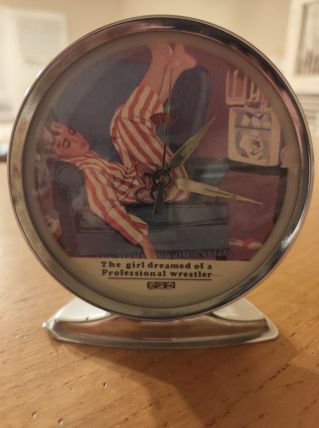 The girl dreamed of a
Professional wrestler